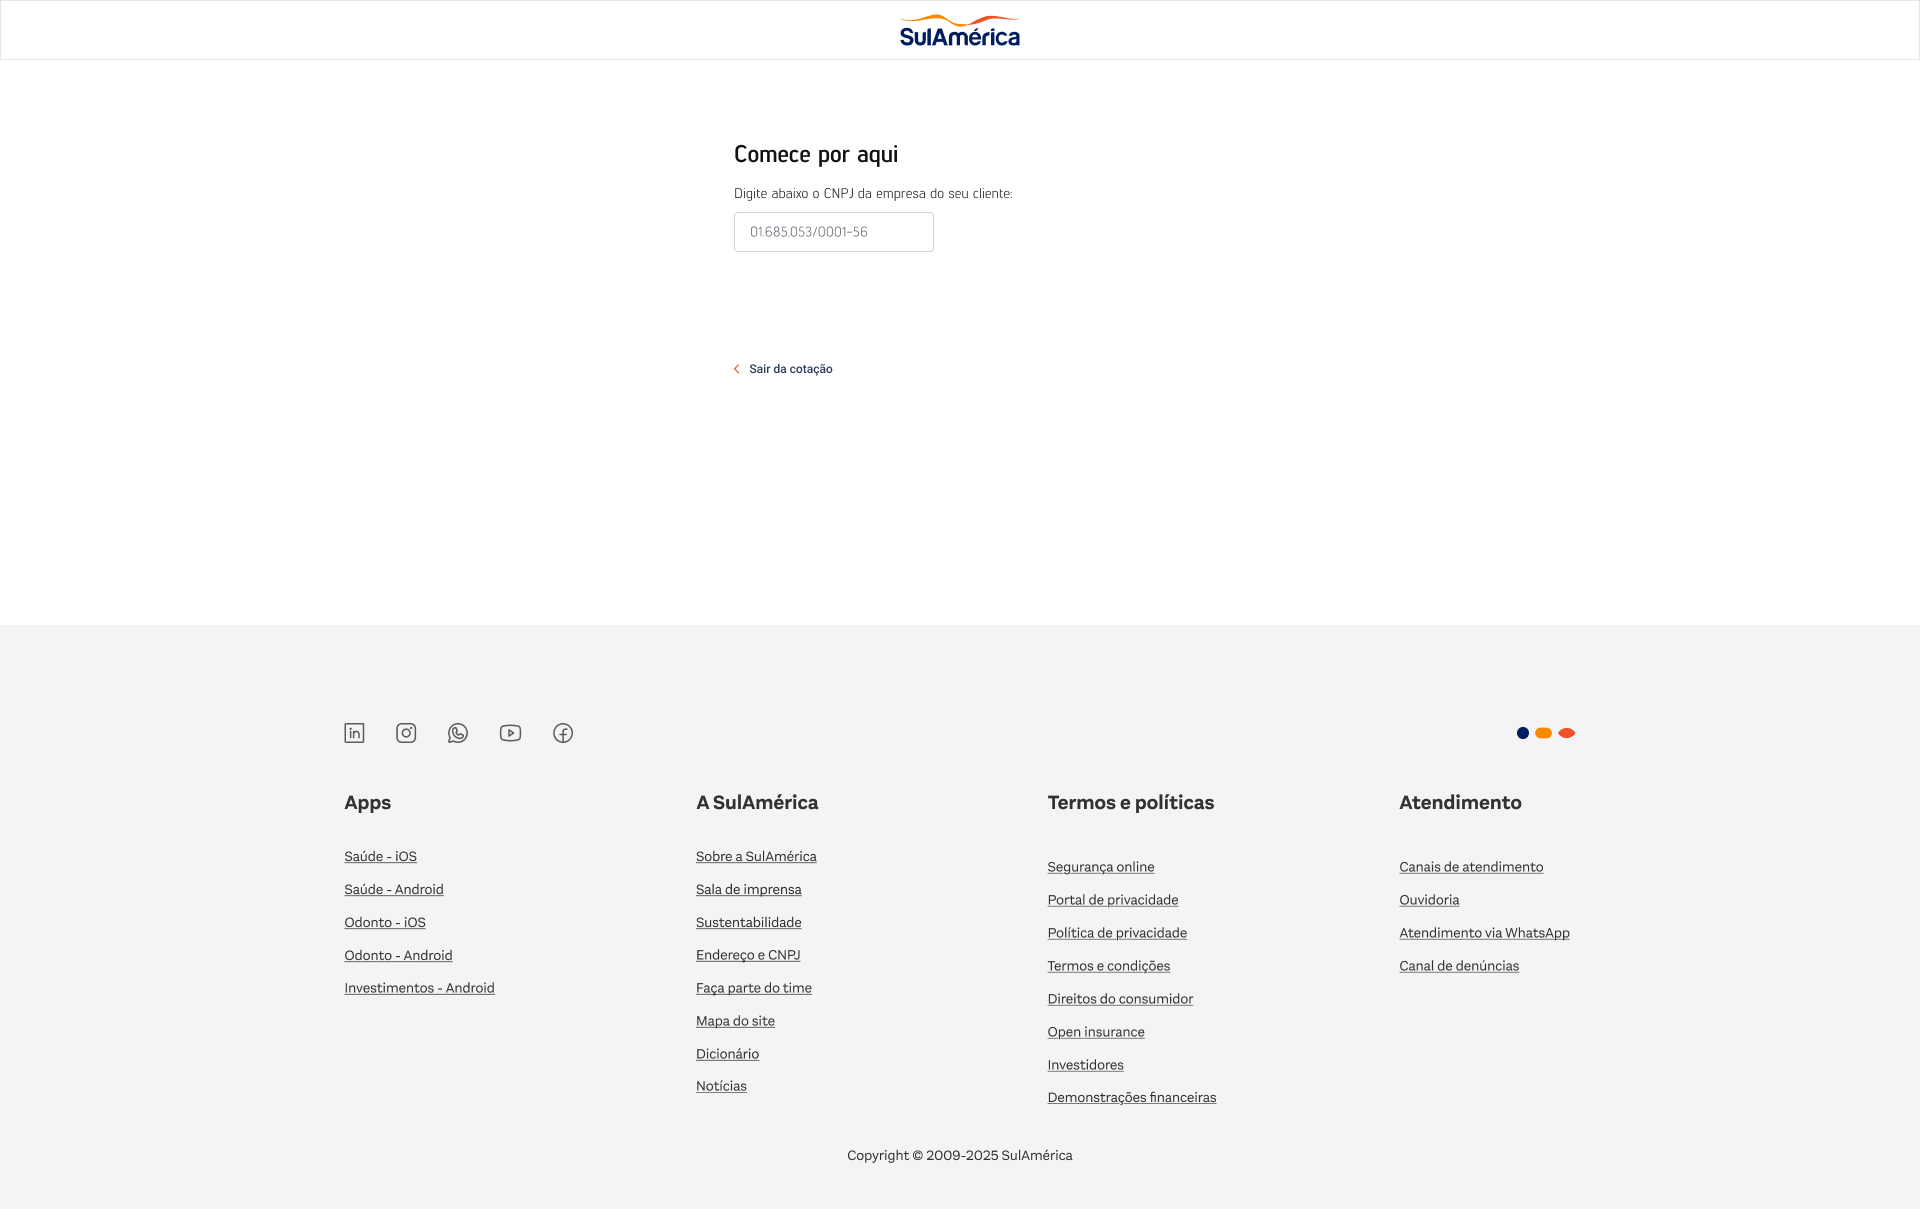 SulAmérica
Comece por aqui
Digite abaixo o CNPJ da empresa do seu cliente:
01.685.053/0001-56
Sair da cotação
in
Apps
Saúde - iOS
Saúde - Android
Odonto - iOS
Odonto - Android
Investimentos - Android
A SulAmérica
Sobre a SulAmérica
Sala de imprensa
Sustentabilidade
Endereço e CNPJ
Faça parte do time
Mapa do site
Dicionário
Notícias
Termos e políticas
Segurança online
Portal de privacidade
Política de privacidade
Termos e condições
Direitos do consumidor
Open insurance
Investidores
Demonstrações financeiras
Atendimento
Canais de atendimento
Ouvidoria
Atendimento via WhatsApp
Canal de denúncias
Copyright © 2009-2025 SulAmérica